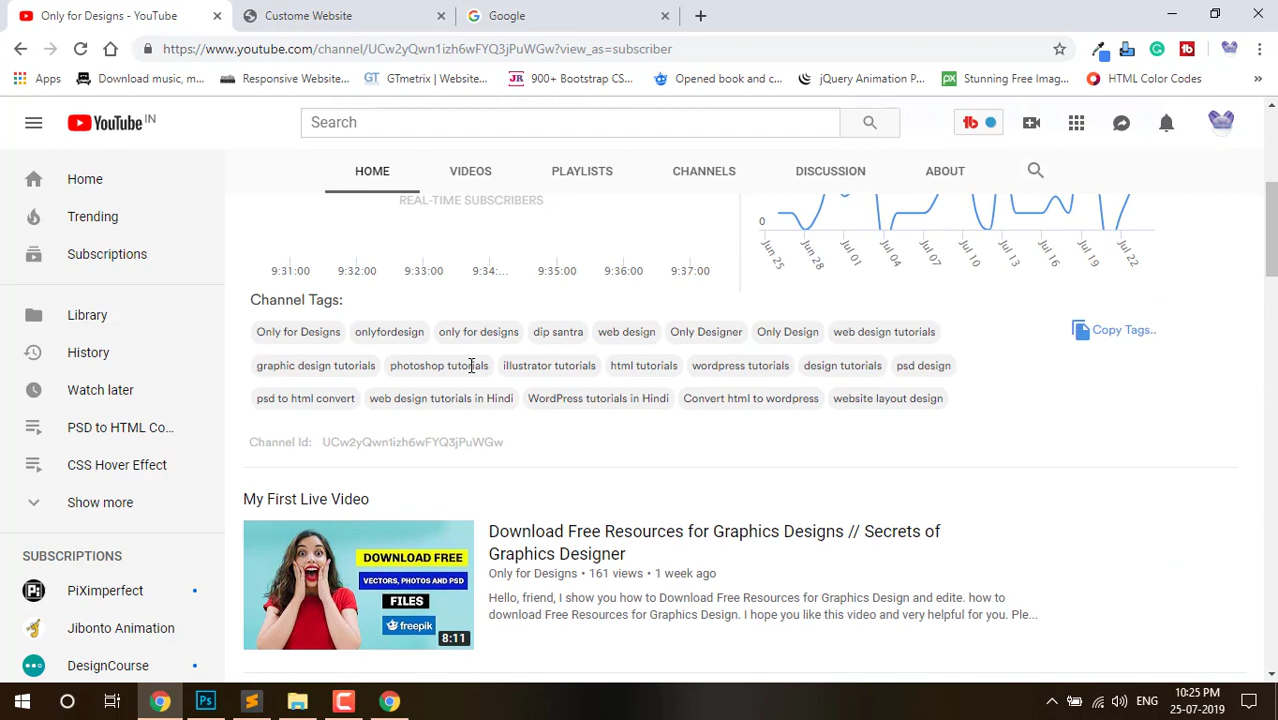 Only for Designs - YouTube
Custome Website
Google
https://www.youtube.com/channel/UCw2yQwn1izh6wFYQ3jPuWGw?view_as=subscriber
Apps
Download music, m...
Responsive Website...
GT GTmetrix | Website...
JR 900+ Bootstrap CS...
Opened book and c...
jQuery Animation P...
px Stunning Free Imag...
HTML Color Codes
YouTube IN
Search
tb
HOME VIDEOS PLAYLISTS CHANNELS DISCUSSION ABOUT
Home
Trending
Subscriptions
Library
History
Watch later
PSD to HTML Co...
CSS Hover Effect
Show more
SUBSCRIPTIONS
PiXimperfect
Jibonto Animation
DesignCourse
REAL-TIME SUBSCRIBERS
9:31:00 9:32:00 9:33:00 9:34:... 9:35:00 9:36:00 9:37:00
0
Jun 25 Jun 28 Jul 01 Jul 04 Jul 07 Jul 10 Jul 13 Jul 16 Jul 19 Jul 22
Channel Tags:
Only for Designs onlyfordesign only for designs dip santra web design Only Designer Only Design web design tutorials
Copy Tags..
graphic design tutorials photoshop tutorials illustrator tutorials html tutorials wordpress tutorials design tutorials psd design
psd to html convert web design tutorials in Hindi WordPress tutorials in Hindi Convert html to wordpress website layout design
Channel Id: UCw2yQwn1izh6wFYQ3jPuWGw
My First Live Video
DOWNLOAD FREE
VECTORS, PHOTOS AND PSD
FILES
freepik
8:11
Download Free Resources for Graphics Designs // Secrets of
Graphics Designer
Only for Designs • 161 views • 1 week ago
Hello, friend, I show you how to Download Free Resources for Graphics Design and edite. how to
download Free Resources for Graphics Design. I hope you like this video and very helpful for you. Ple...
Ps
ENG
10:25 PM
25-07-2019